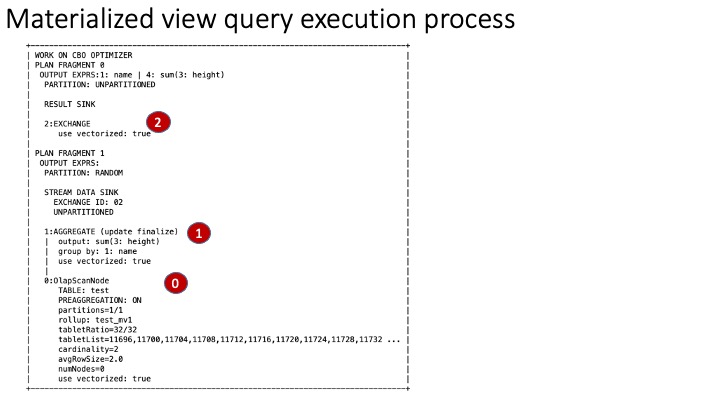 Materialized view query execution process
WORK ON CBO OPTIMIZER
PLAN FRAGMENT 0
OUTPUT EXPRS:1: name | 4: sum(3: height)
PARTITION: UNPARTITIONED
RESULT SINK
2:EXCHANGE
use vectorized: true
2
PLAN FRAGMENT 1
OUTPUT EXPRS:
PARTITION: RANDOM
STREAM DATA SINK
EXCHANGE ID: 02
UNPARTITIONED
1:AGGREGATE (update finalize)
1
| output: sum(3: height)
| group by: 1: name
| use vectorized: true
|
0:OlapScanNode
0
TABLE: test
PREAGGREGATION: ON
partitions=1/1
rollup: test_mv1
tabletRatio=32/32
tabletList=11696,11700,11704,11708,11712,11716,11720,11724,11728,11732 ...
cardinality=2
avgRowSize=2.0
numNodes=0
use vectorized: true